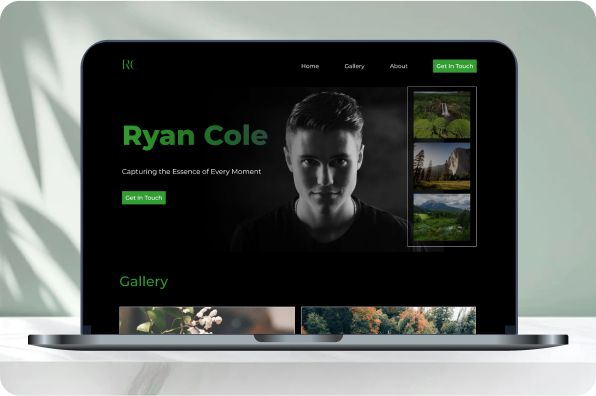 RC
Home
Gallery
About
Get In Touch
Ryan Cole
Capturing the Essence of Every Moment
Get In Touch
Gallery